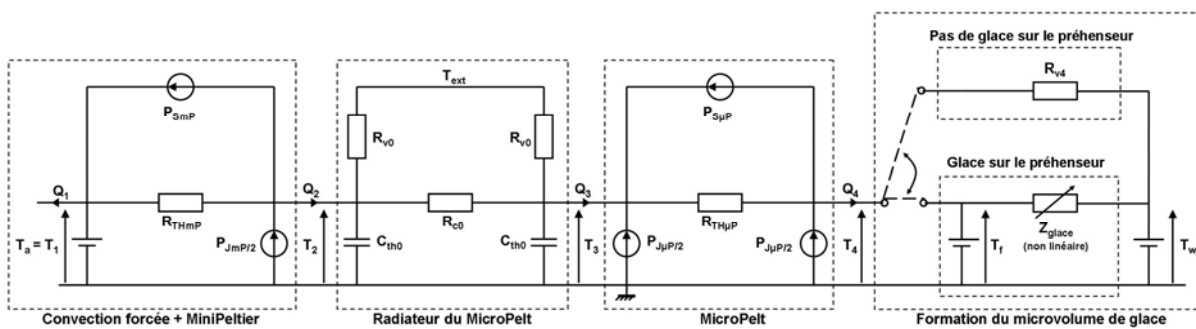 Pas de glace sur le préhenseur
R_v4
T_ext
P_SmP
P_SµP
R_v0
R_v0
Glace sur le préhenseur
Q_1
Q_2
Q_3
Q_4
R_THmP
R_c0
R_THµP
Z_glace
(non linéaire)
T_a = T_1
P_JmP/2
T_2
C_th0
C_th0
T_3
P_JµP/2
P_JµP/2
T_4
T_f
T_w
Convection forcée + MiniPeltier
Radiateur du MicroPelt
MicroPelt
Formation du microvolume de glace